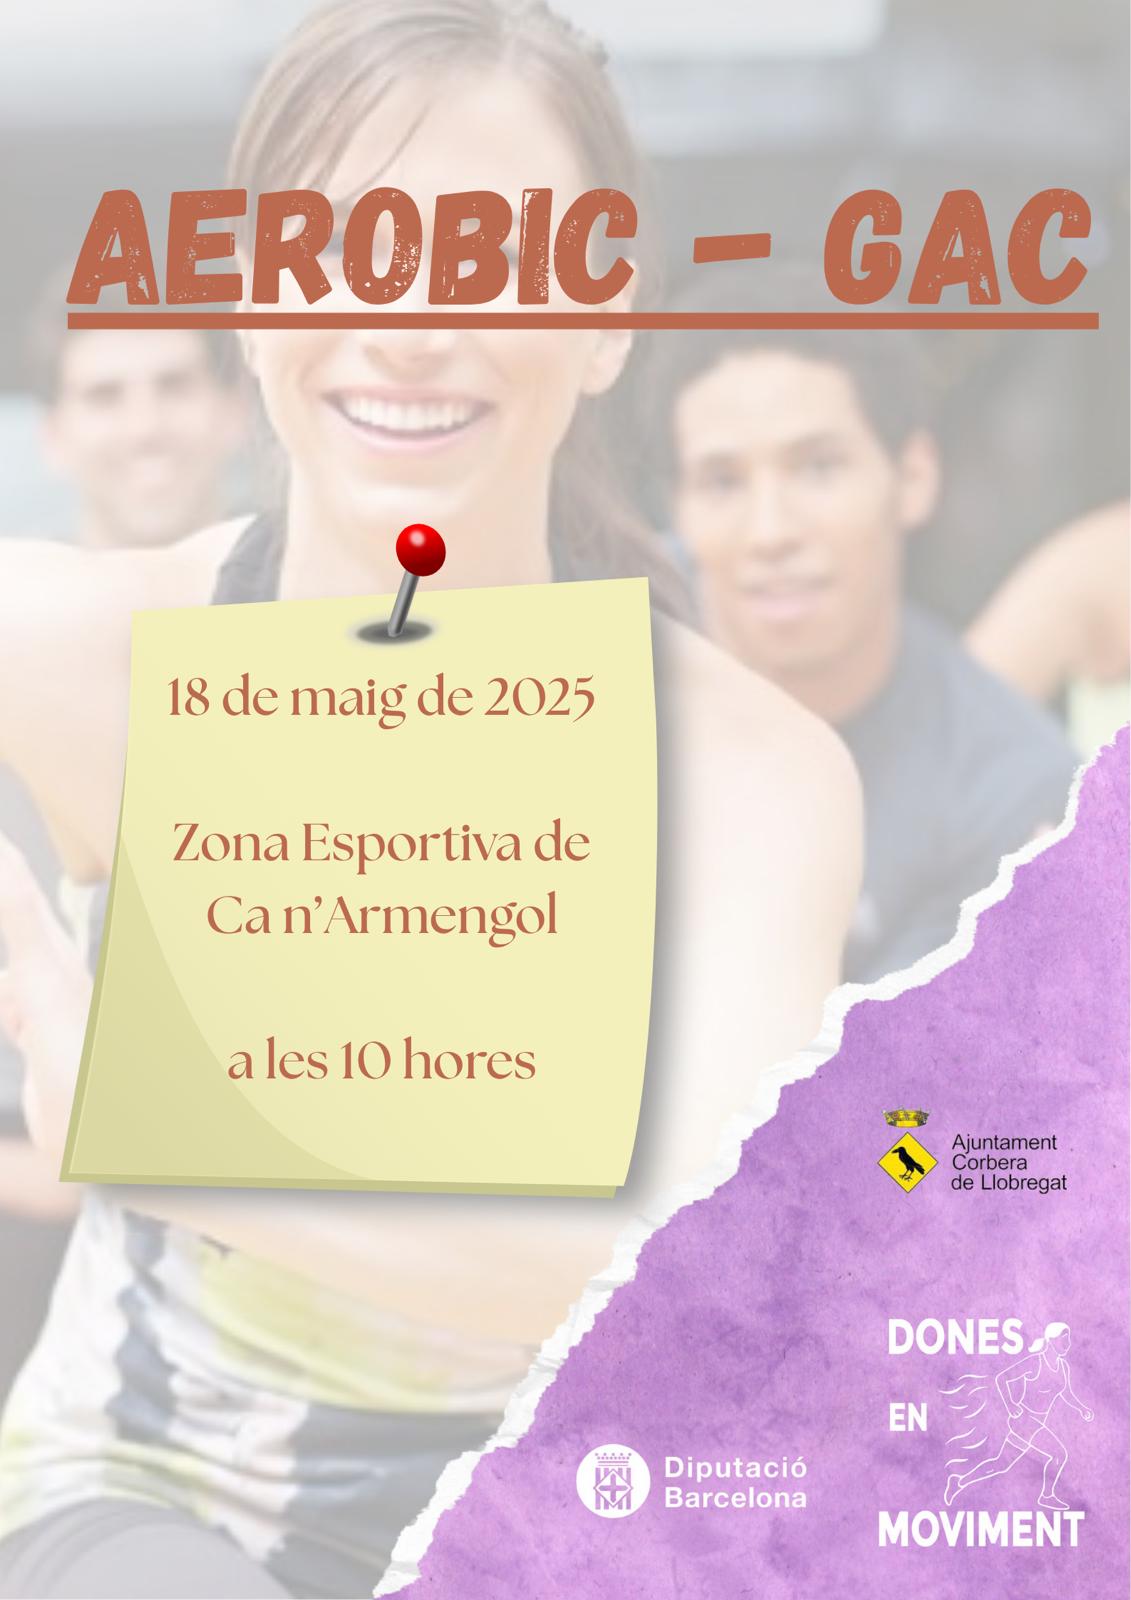 AEROBIC - GAC
18 de maig de 2025
Zona Esportiva de
Ca n’Armengol
a les 10 hores
Ajuntament
Corbera
de Llobregat
DONES
EN
MOVIMENT
Diputació
Barcelona